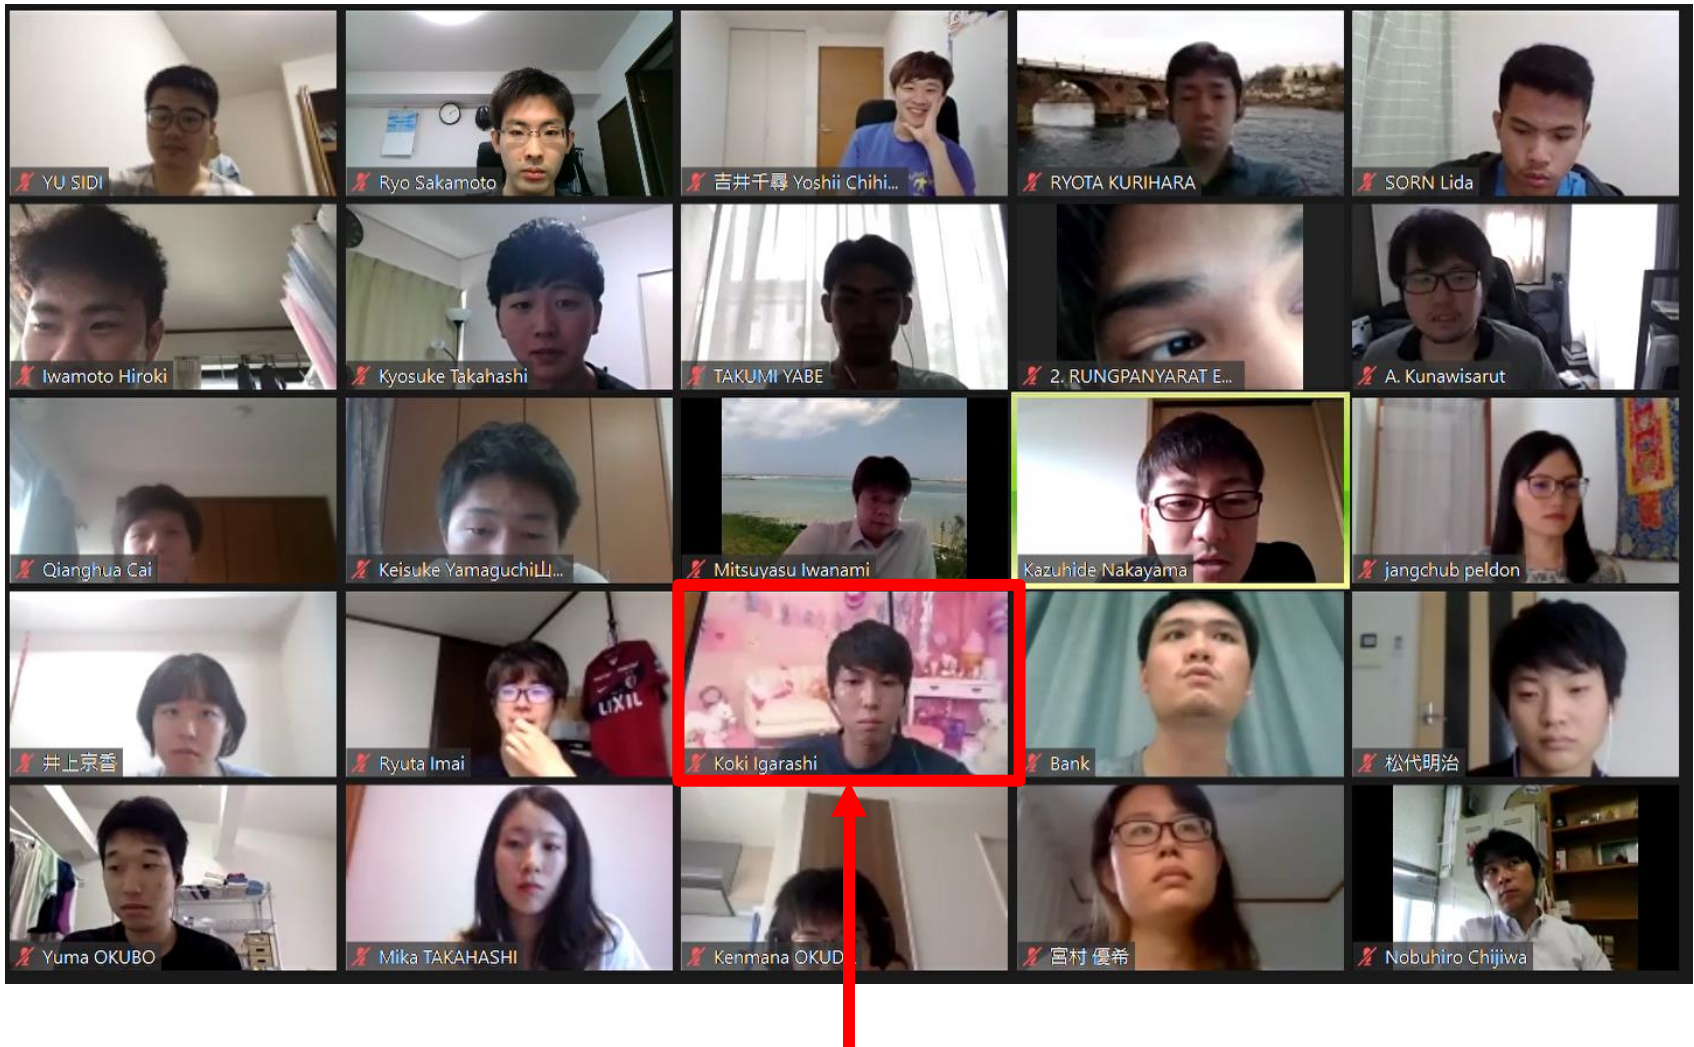 YU SIDI
Ryo Sakamoto
吉井千尋 Yoshii Chihi...
RYOTA KURIHARA
SORN Lida
Iwamoto Hiroki
Kyosuke Takahashi
TAKUMI YABE
2. RUNGPANYARAT E...
A. Kunawisarut
Qianghua Cai
Keisuke Yamaguchi山...
Mitsuyasu Iwanami
Kazuhide Nakayama
jangchub peldon
井上京香
Ryuta Imai
LIXIL
Koki Igarashi
Bank
松代明治
Yuma OKUBO
Mika TAKAHASHI
Kenmana OKUD
宮村 優希
Nobuhiro Chijiwa